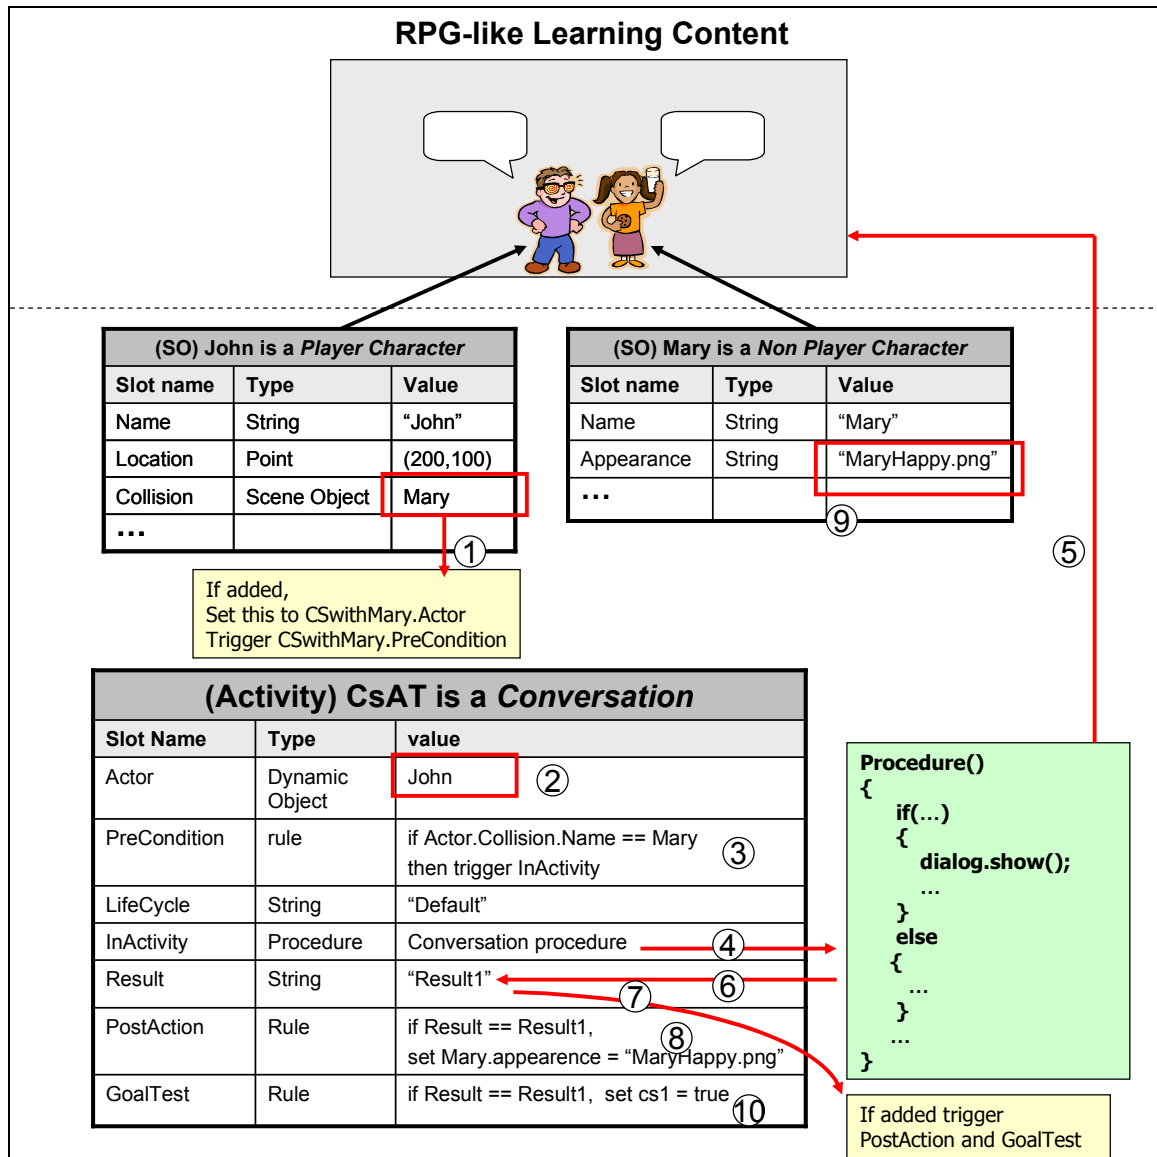 RPG-like Learning Content
(SO) John is a Player Character
Slot name Type Value
Name String “John”
Location Point (200,100)
Collision Scene Object Mary
...
①
If added,
Set this to CSwithMary.Actor
Trigger CSwithMary.PreCondition
(SO) Mary is a Non Player Character
Slot name Type Value
Name String “Mary”
Appearance String “MaryHappy.png”
...
⑨
⑤
(Activity) CsAT is a Conversation
Slot Name Type value
Actor Dynamic Object John ②
PreCondition rule if Actor.Collision.Name == Mary ③
then trigger InActivity
LifeCycle String “Default”
InActivity Procedure Conversation procedure ④
Result String “Result1” ⑥
⑦
PostAction Rule if Result == Result1, ⑧
set Mary.appearence = “MaryHappy.png”
GoalTest Rule if Result == Result1, set cs1 = true ⑩
Procedure()
{
if(...)
{
dialog.show();
...
}
else
{
...
}
...
}
If added trigger
PostAction and GoalTest